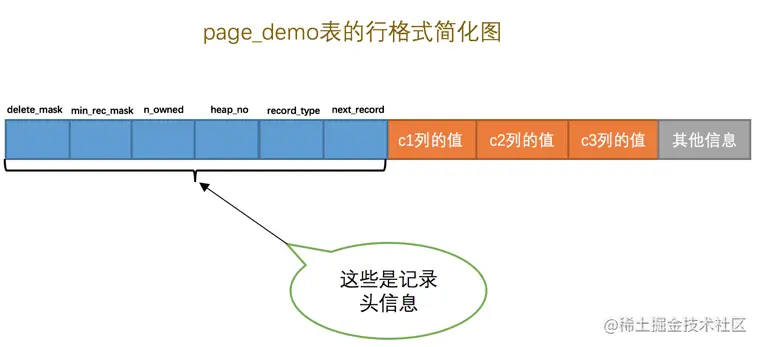 page_demo表的行格式简化图
delete_mask min_rec_mask n_owned heap_no record_type next_record
c1列的值 c2列的值 c3列的值 其他信息
这些是记录
头信息
@稀土掘金技术社区